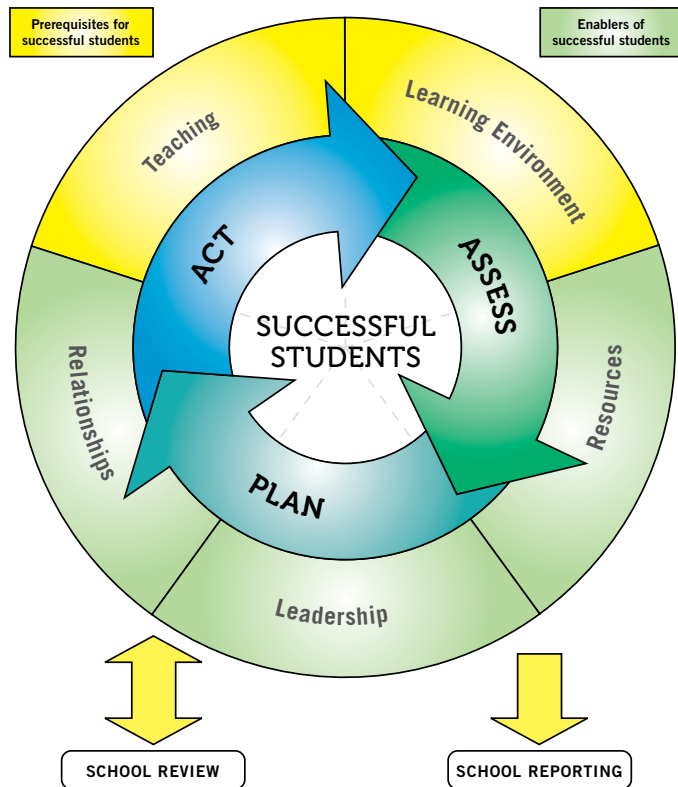 Prerequisites for
successful students
Enablers of
successful students
Teaching
Learning Environment
ACT
ASSESS
SUCCESSFUL
STUDENTS
Relationships
Resources
PLAN
Leadership
SCHOOL REVIEW
SCHOOL REPORTING